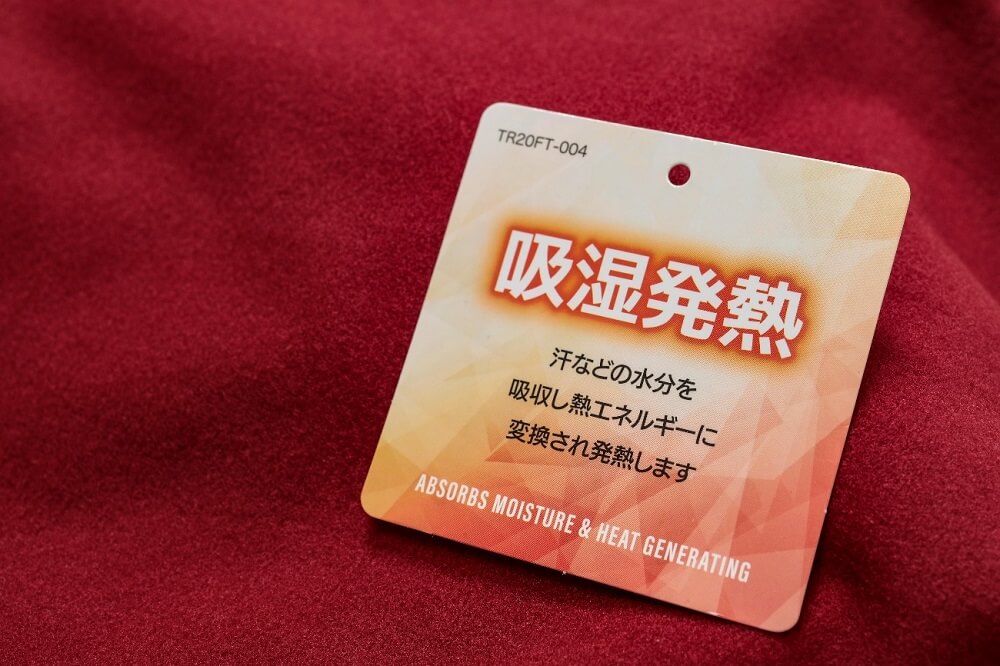 TR20FT-004
吸湿発熱
汗などの水分を
吸収し熱エネルギーに
変換され発熱します
ABSORBS MOISTURE & HEAT GENERATING